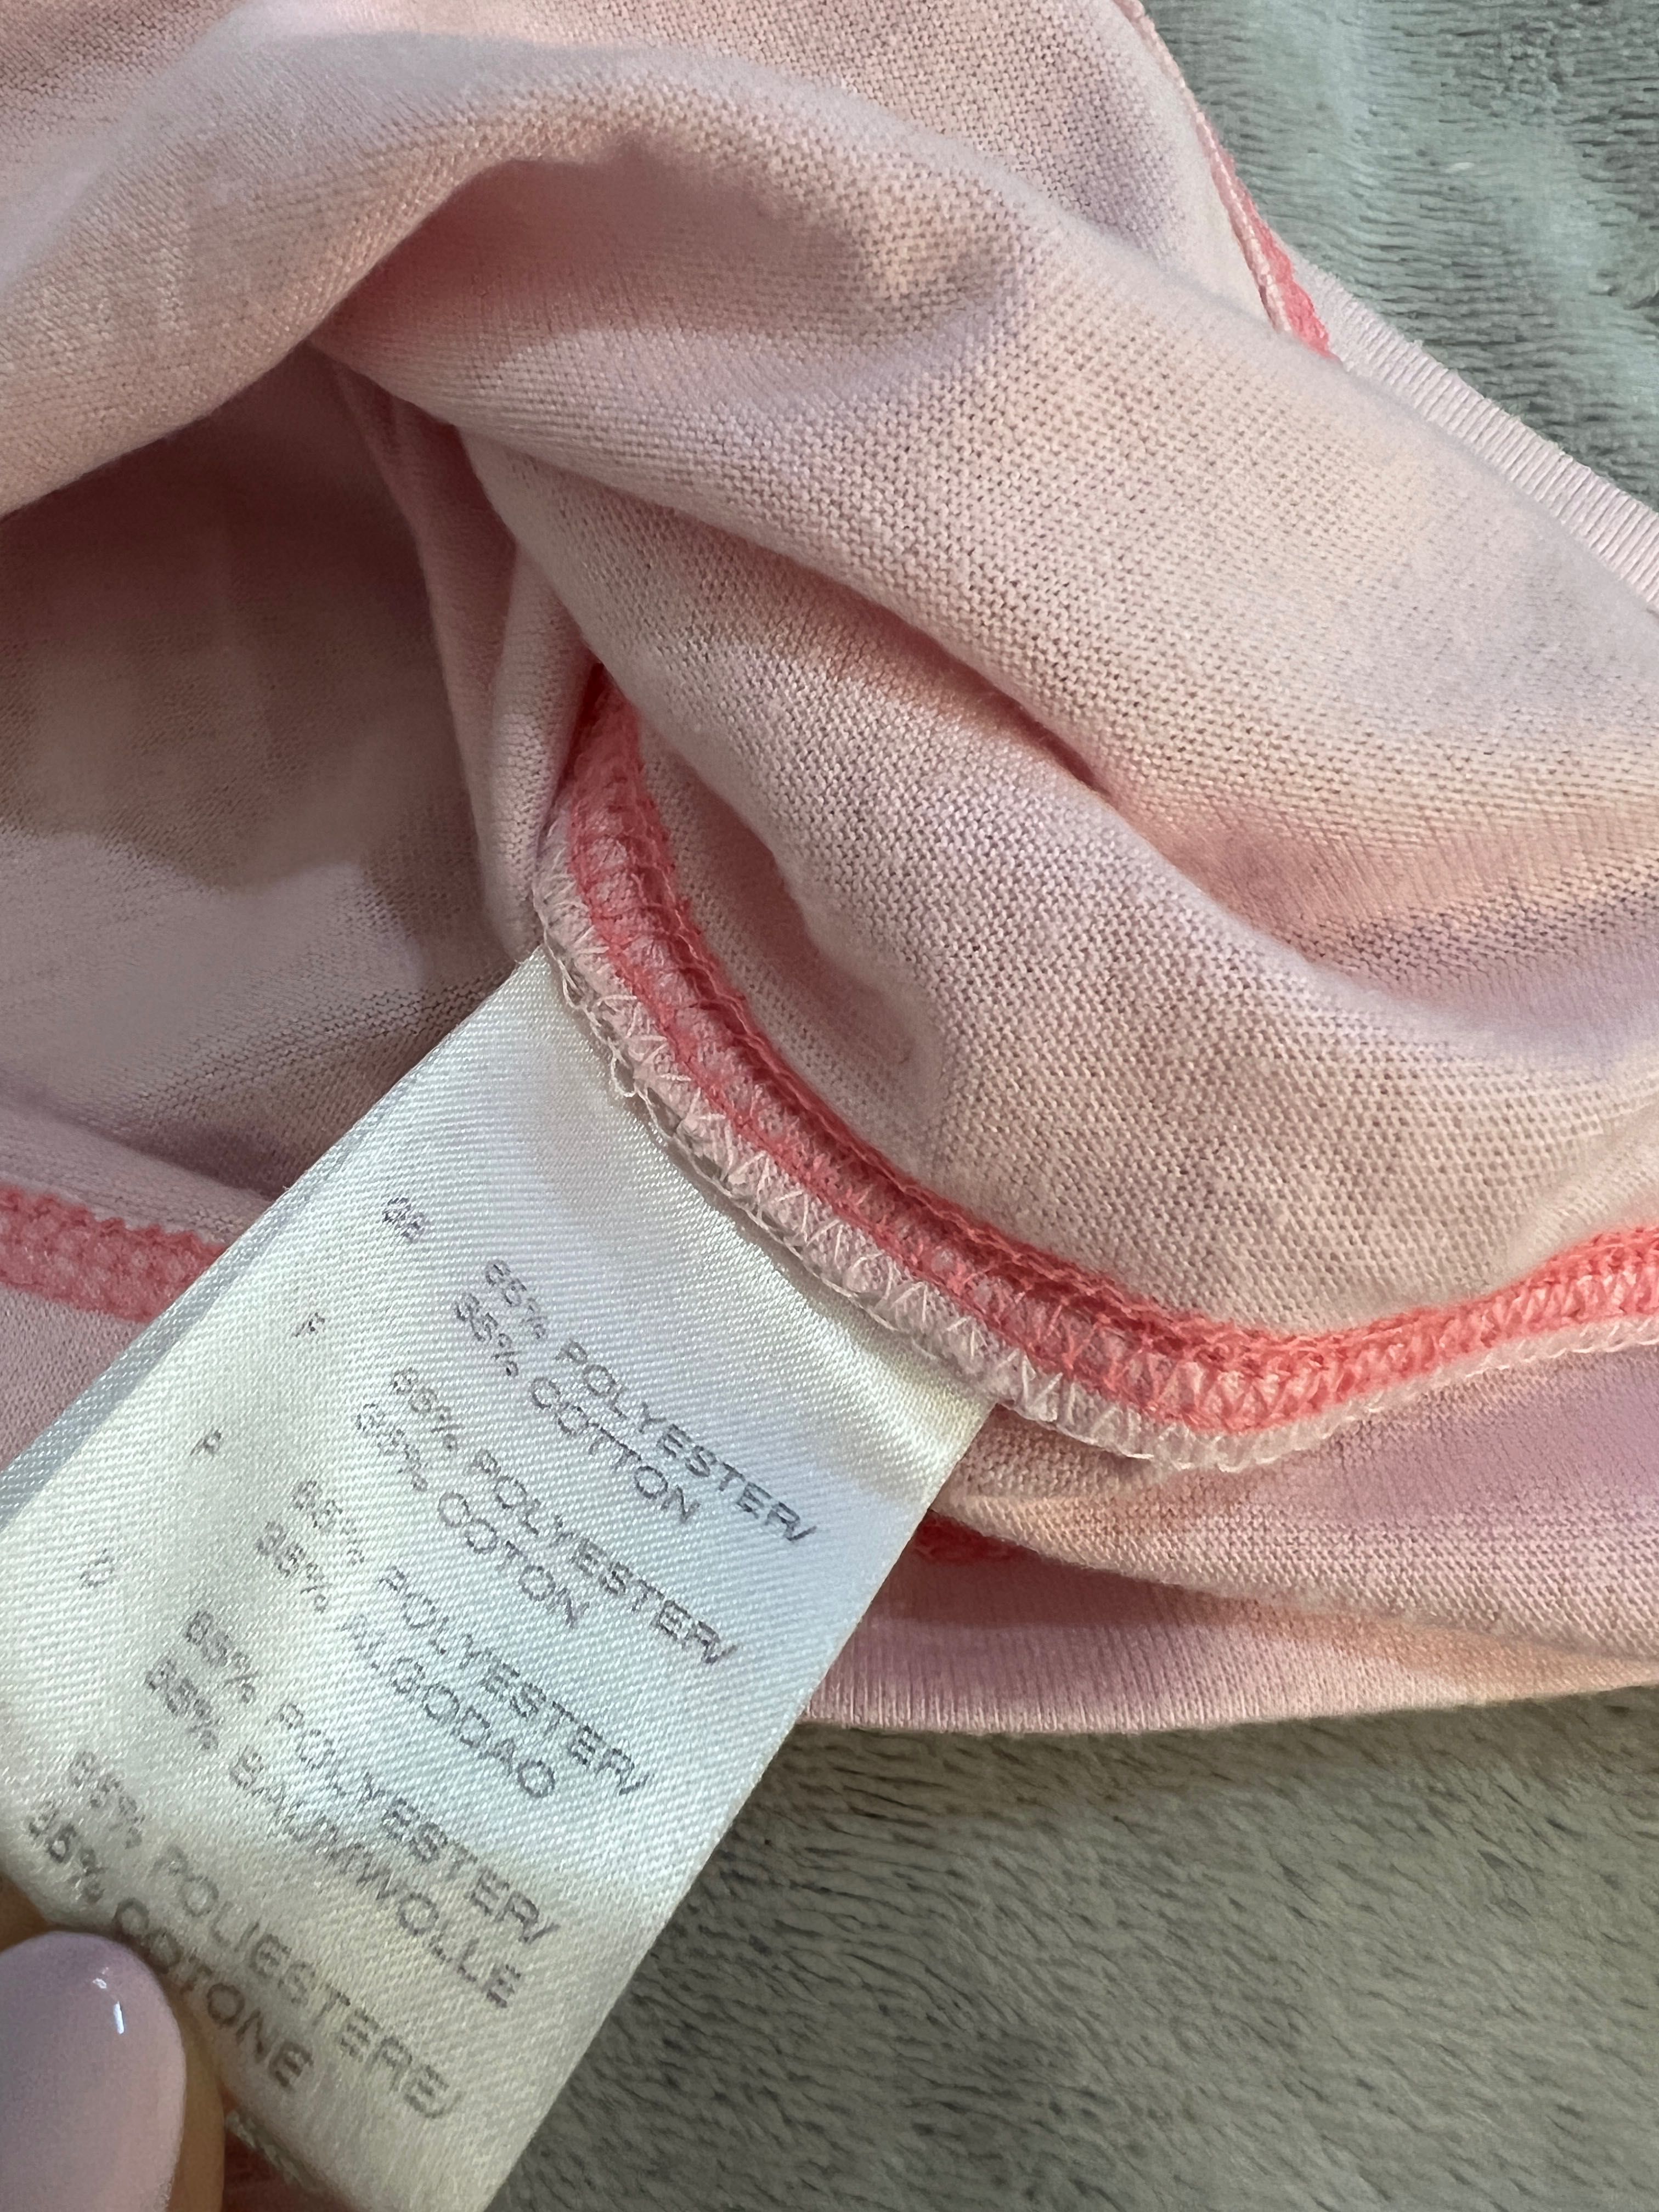 GB 65% POLYESTER/
35% COTTON
F 65% POLYESTER/
35% COTON
P 65% POLYESTER/
35% ALGODAO
D 65% POLYESTER/
35% BAUMWOLLE
65% POLIESTERE/
35% COTONE